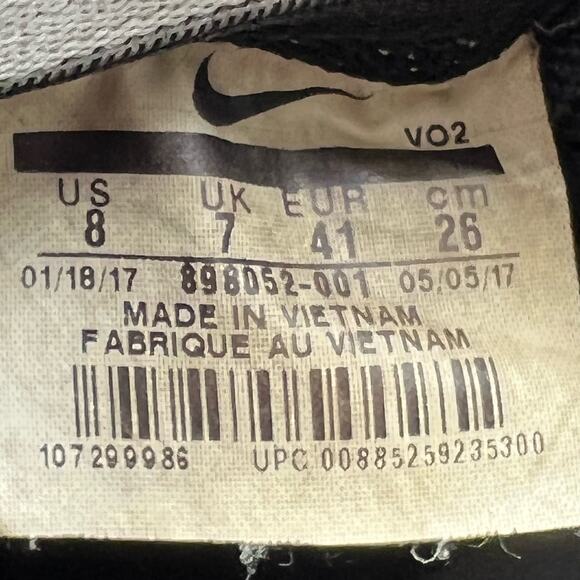 VO2
US UK EUR cm
8 7 41 26
01/18/17 898052-001 05/05/17
MADE IN VIETNAM
FABRIQUE AU VIETNAM
107299986 UPC 00885259235300